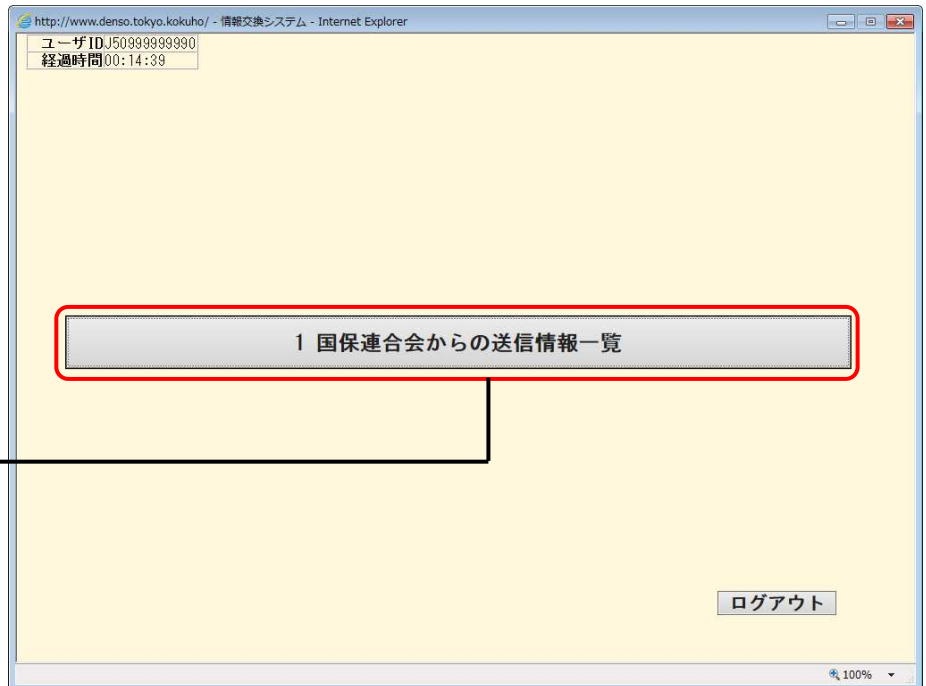 http://www.denso.tokyo.kokuho/ - 情報交換システム - Internet Explorer
ユーザID J50999999990
経過時間 00:14:39
1 国保連合会からの送信情報一覧
ログアウト
100%